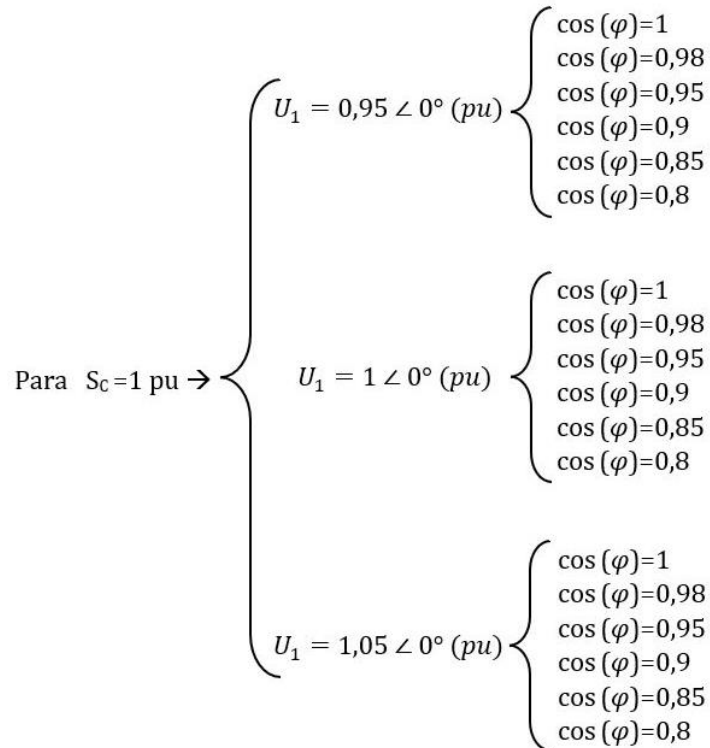 U₁ = 0,95 ∠ 0° (pu)
cos (φ)=1
cos (φ)=0,98
cos (φ)=0,95
cos (φ)=0,9
cos (φ)=0,85
cos (φ)=0,8
Para S_C=1 pu →
U₁ = 1 ∠ 0° (pu)
cos (φ)=1
cos (φ)=0,98
cos (φ)=0,95
cos (φ)=0,9
cos (φ)=0,85
cos (φ)=0,8
U₁ = 1,05 ∠ 0° (pu)
cos (φ)=1
cos (φ)=0,98
cos (φ)=0,95
cos (φ)=0,9
cos (φ)=0,85
cos (φ)=0,8